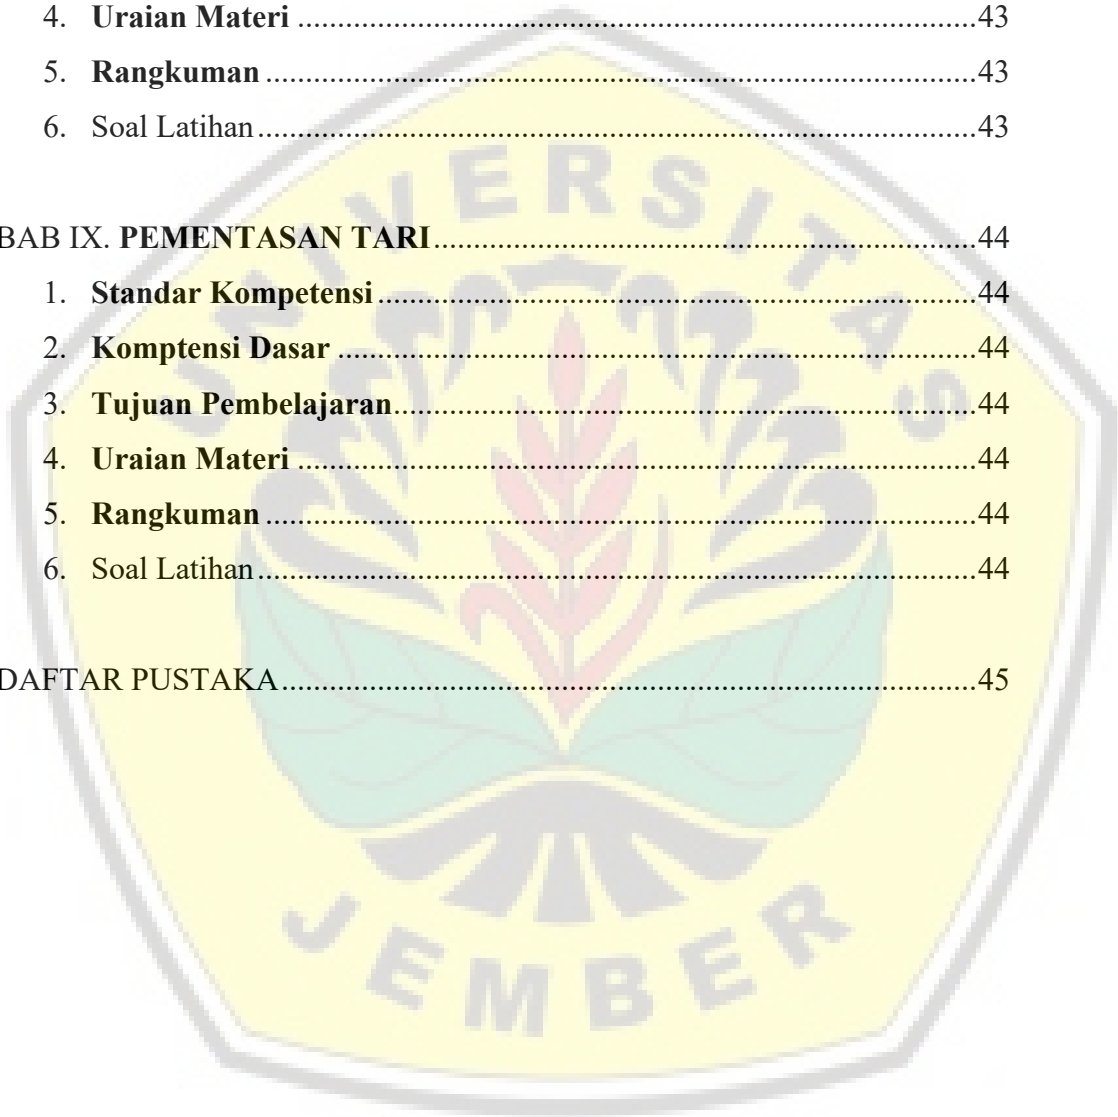 4. Uraian Materi ........................................................................................43
5. Rangkuman ............................................................................................43
6. Soal Latihan ............................................................................................43
BAB IX. PEMENTASAN TARI ......................................................................44
1. Standar Kompetensi ............................................................................44
2. Komptensi Dasar ..................................................................................44
3. Tujuan Pembelajaran ..........................................................................44
4. Uraian Materi ........................................................................................44
5. Rangkuman ............................................................................................44
6. Soal Latihan ............................................................................................44
DAFTAR PUSTAKA ........................................................................................45
UNIVERSITAS
JEMBER